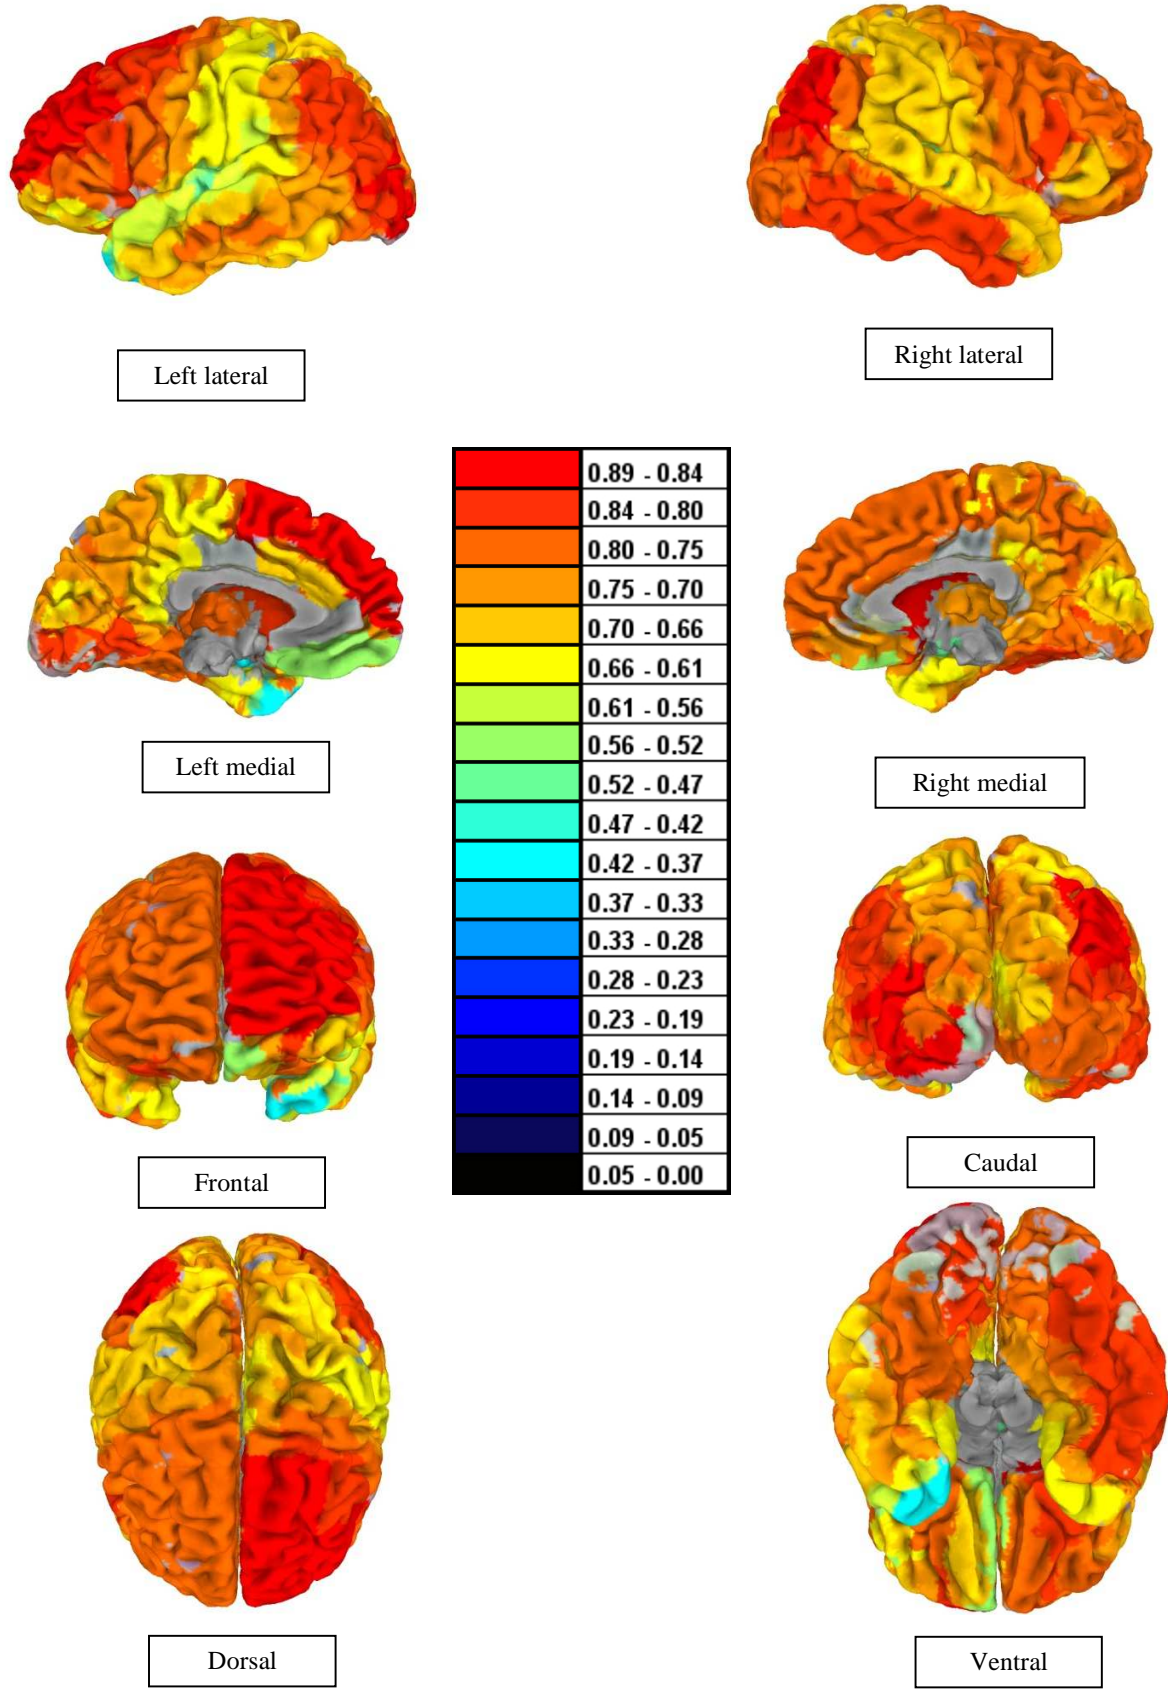 Left lateral
Right lateral
0.89 - 0.84
0.84 - 0.80
0.80 - 0.75
0.75 - 0.70
0.70 - 0.66
0.66 - 0.61
0.61 - 0.56
0.56 - 0.52
0.52 - 0.47
0.47 - 0.42
0.42 - 0.37
0.37 - 0.33
0.33 - 0.28
0.28 - 0.23
0.23 - 0.19
0.19 - 0.14
0.14 - 0.09
0.09 - 0.05
0.05 - 0.00
Left medial
Right medial
Frontal
Caudal
Dorsal
Ventral